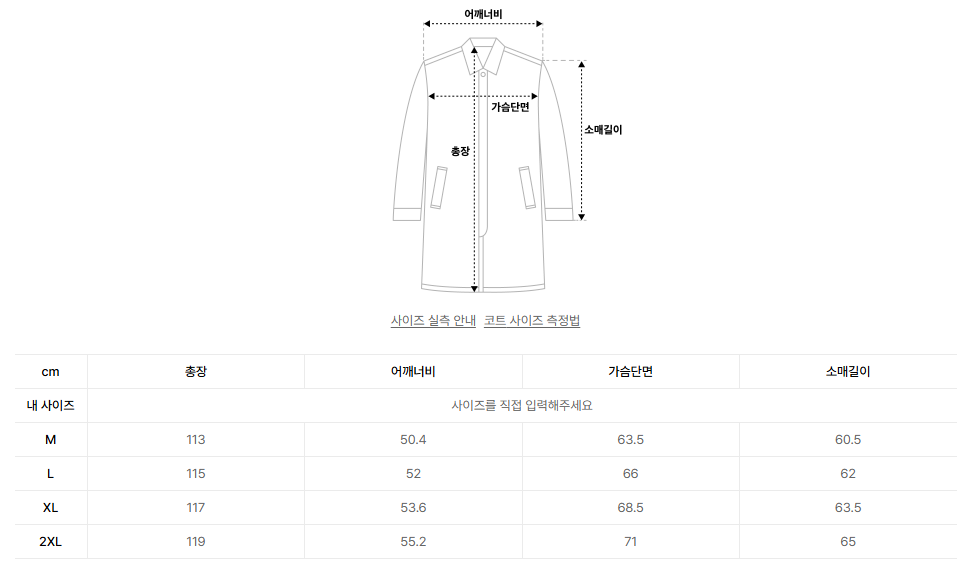 어깨너비
가슴단면
소매길이
총장
사이즈 실측 안내 코트 사이즈 측정법
cm 총장 어깨너비 가슴단면 소매길이
내 사이즈 사이즈를 직접 입력해주세요
M 113 50.4 63.5 60.5
L 115 52 66 62
XL 117 53.6 68.5 63.5
2XL 119 55.2 71 65